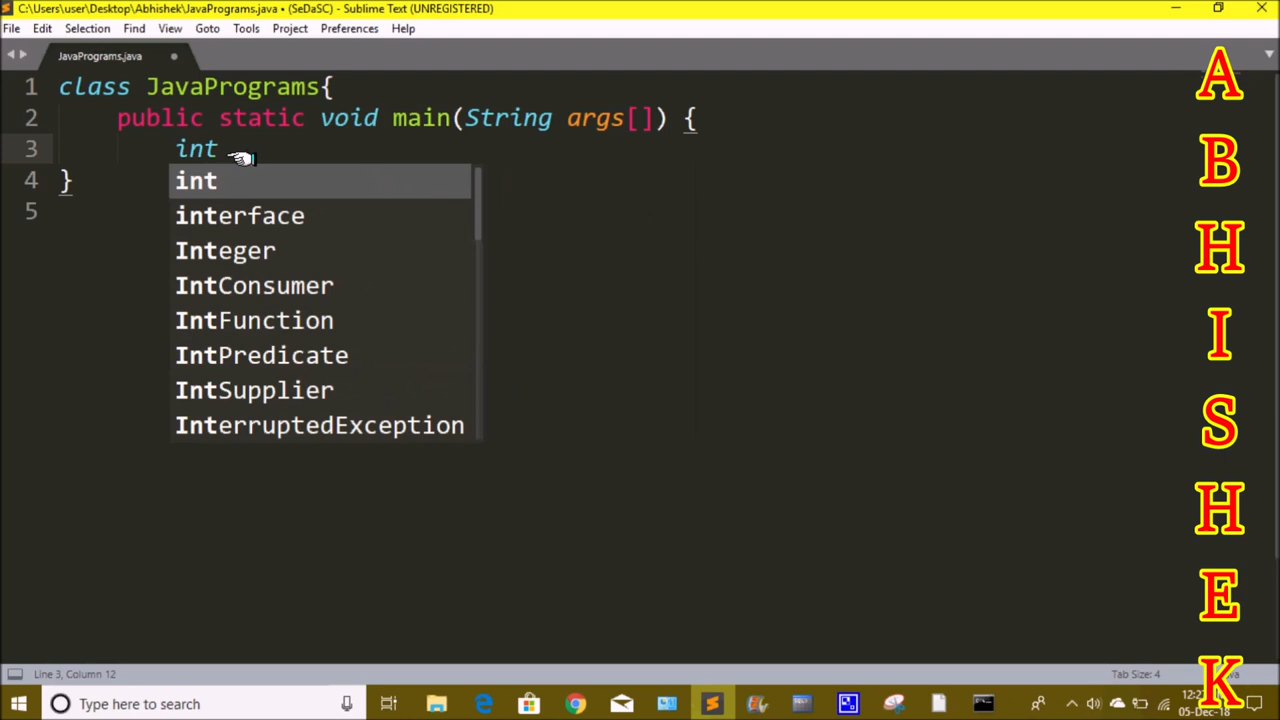 C:\Users\user\Desktop\Abhishek\JavaPrograms.java • (SeDaSC) - Sublime Text (UNREGISTERED)
File Edit Selection Find View Goto Tools Project Preferences Help
JavaPrograms.java
1 class JavaPrograms{
2 public static void main(String args[]) {
3 int
4 }
5
int
interface
Integer
IntConsumer
IntFunction
IntPredicate
IntSupplier
InterruptedException
A
B
H
I
S
H
E
K
Line 3, Column 12
Tab Size: 4
Type here to search
05-Dec-18